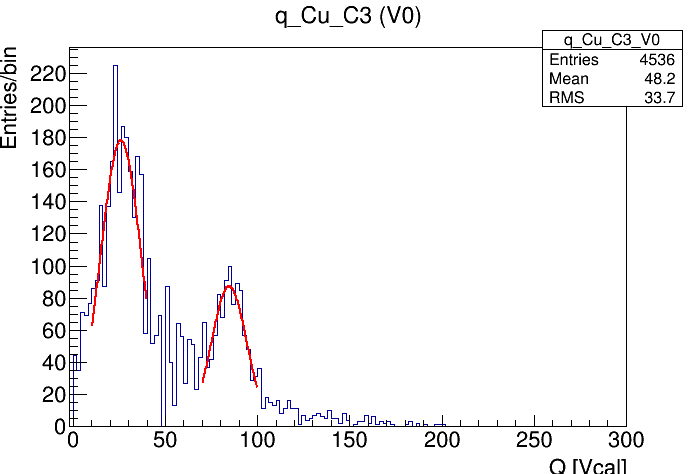 q_Cu_C3 (V0)
q_Cu_C3_V0
Entries 4536
Mean 48.2
RMS 33.7
Entries/bin
220
200
180
160
140
120
100
80
60
40
20
0
0 50 100 150 200 250 300
Q [Vcal]